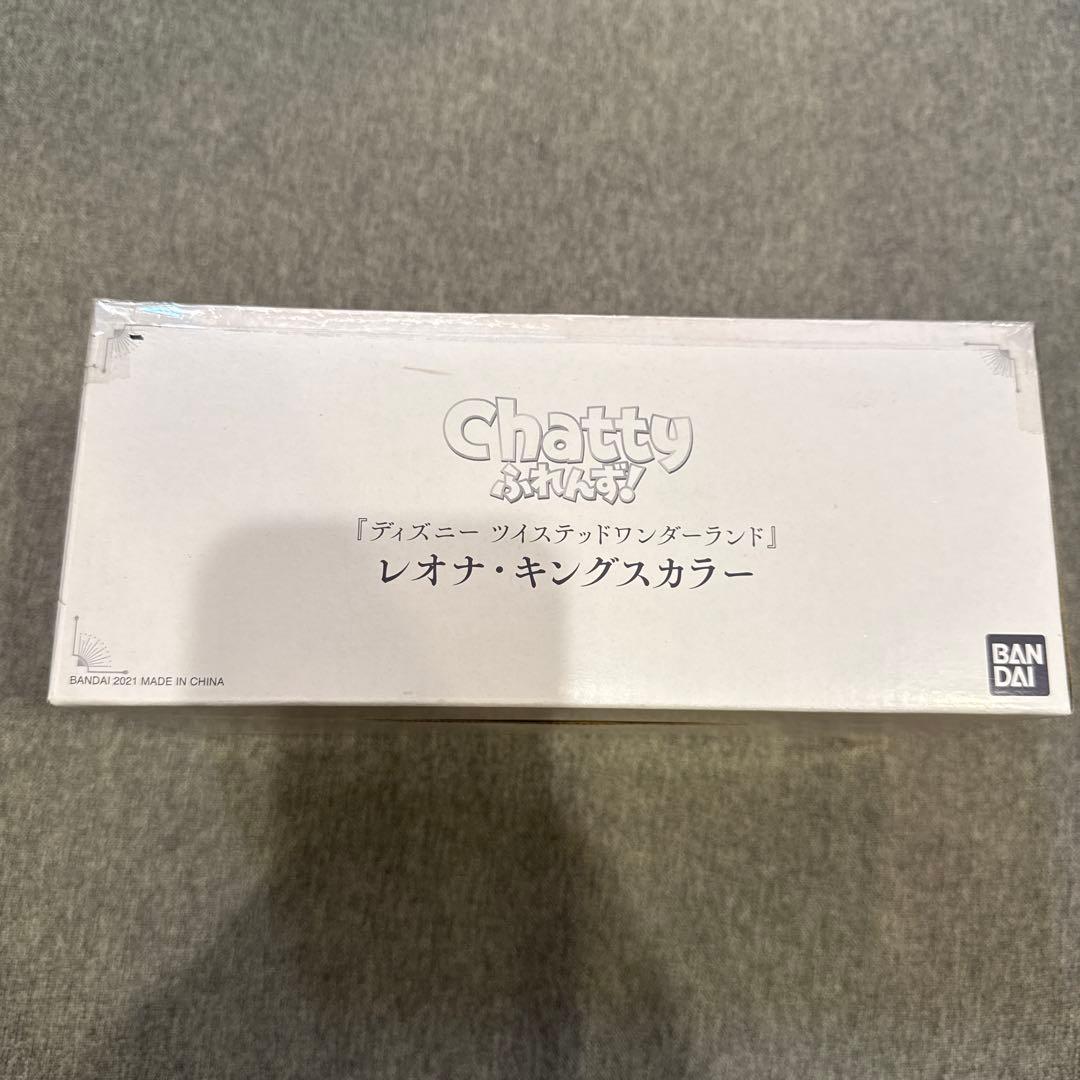 Chatty
ふれんず!
『ディズニー ツイステッドワンダーランド』
レオナ・キングスカラー
BANDAI 2021 MADE IN CHINA
BAN
DAI